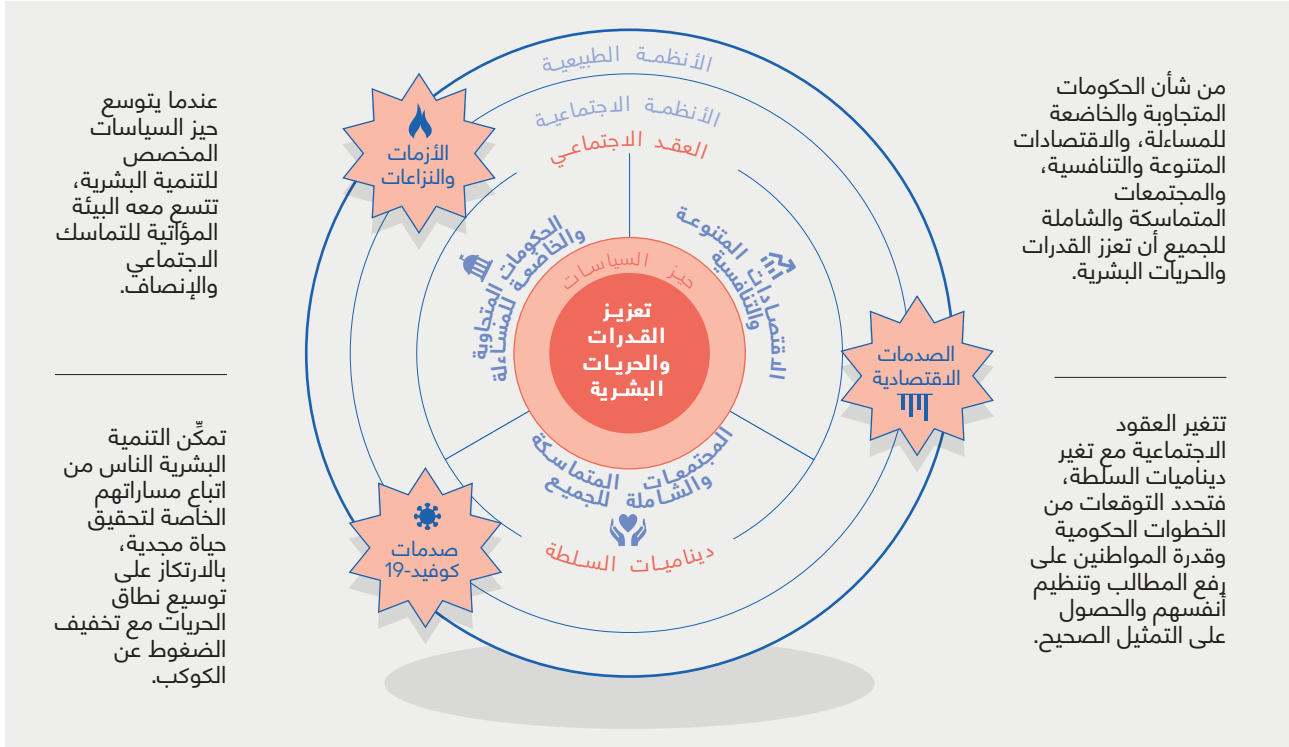 الأنظمة الطبيعية
الأنظمة الاجتماعية
العقد الاجتماعي
من شأن الحكومات
المتجاوبة والخاضعة
للمساءلة، والاقتصادات
المتنوعة والتنافسية،
والمجتمعات
المتماسكة والشاملة
للجميع أن تعزز القدرات
والحريات البشرية.
تتغير العقود
الاجتماعية مع تغير
ديناميات السلطة،
فتحدد التوقعات من
الخطوات الحكومية
وقدرة المواطنين على
رفع المطالب وتنظيم
أنفسهم والحصول
على التمثيل الصحيح.
الصدمات
الاقتصادية
الاقتصادات المتنوعة
والتنافسية
حيز السياسات
تعزيز
القدرات
والحريات
البشرية
الحكومات المتجاوبة
والخاضعة للمساءلة
المجتمعات المتماسكة
والشاملة للجميع
ديناميات السلطة
الأزمات
والنزاعات
صدمات
كوفيد-19
عندما يتوسع
حيز السياسات
المخصص
للتنمية البشرية،
تتسع معه البيئة
المؤاتية للتماسك
الاجتماعي
والإنصاف.
تمكِّن التنمية
البشرية الناس من
اتباع مساراتهم
الخاصة لتحقيق
حياة مجدية،
بالارتكاز على
توسيع نطاق
الحريات مع تخفيف
الضغوط عن
الكوكب.